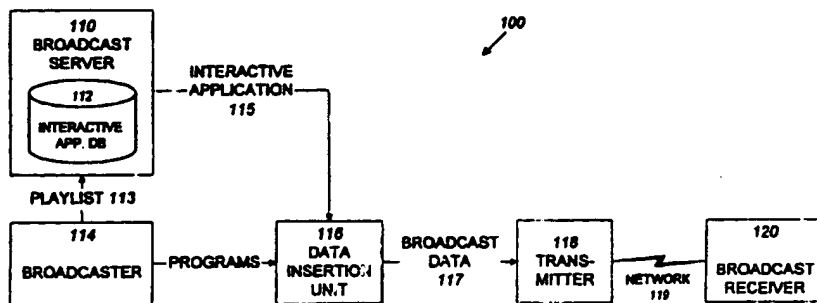 100
110
BROADCAST
SERVER
112
INTERACTIVE
APP. DB
INTERACTIVE
APPLICATION
115
PLAYLIST 113
114
BROADCASTER
PROGRAMS
116
DATA
INSERTION
UNIT
BROADCAST
DATA
117
118
TRANS-
MITTER
NETWORK
119
120
BROADCAST
RECEIVER